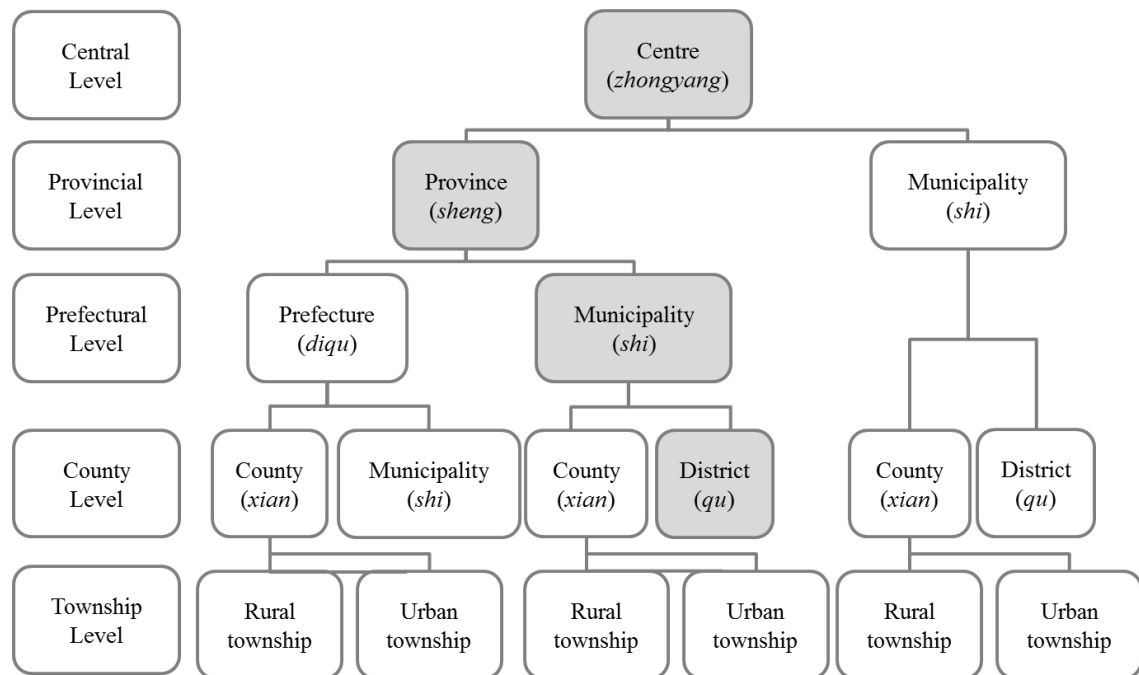 Central
Level
Centre
(zhongyang)
Provincial
Level
Province
(sheng)
Municipality
(shi)
Prefectural
Level
Prefecture
(diqu)
Municipality
(shi)
County
Level
County
(xian)
Municipality
(shi)
County
(xian)
District
(qu)
County
(xian)
District
(qu)
Township
Level
Rural
township
Urban
township
Rural
township
Urban
township
Rural
township
Urban
township